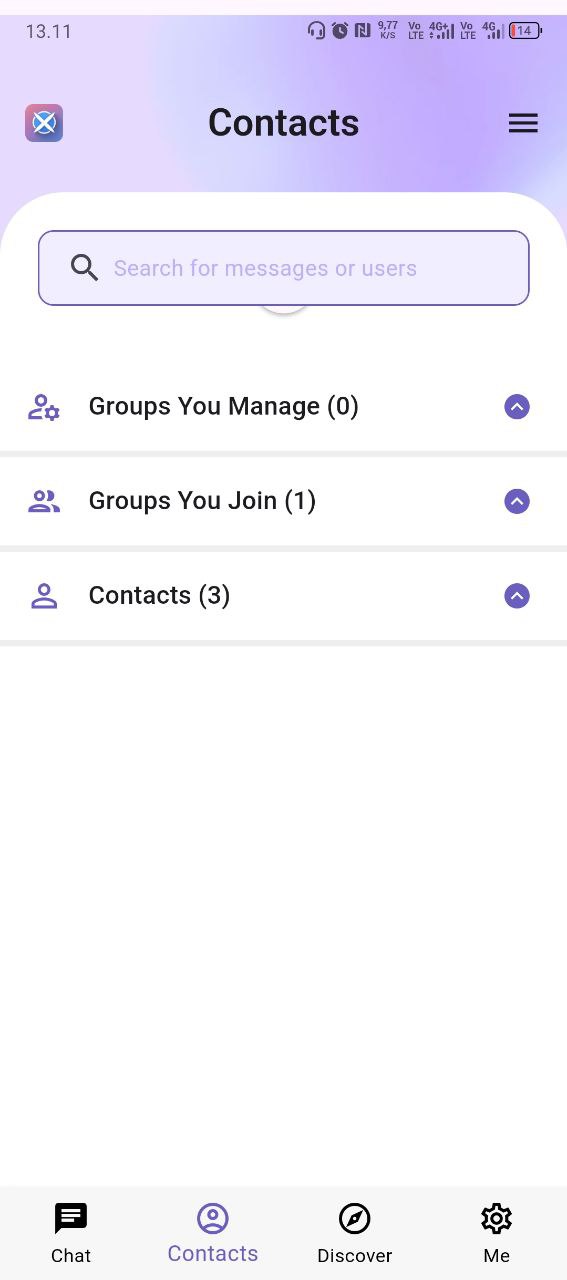 13.11 9,77 K/S Vo LTE 4G+ Vo LTE 4G 14
Contacts
Search for messages or users
Groups You Manage (0)
Groups You Join (1)
Contacts (3)
Chat Contacts Discover Me